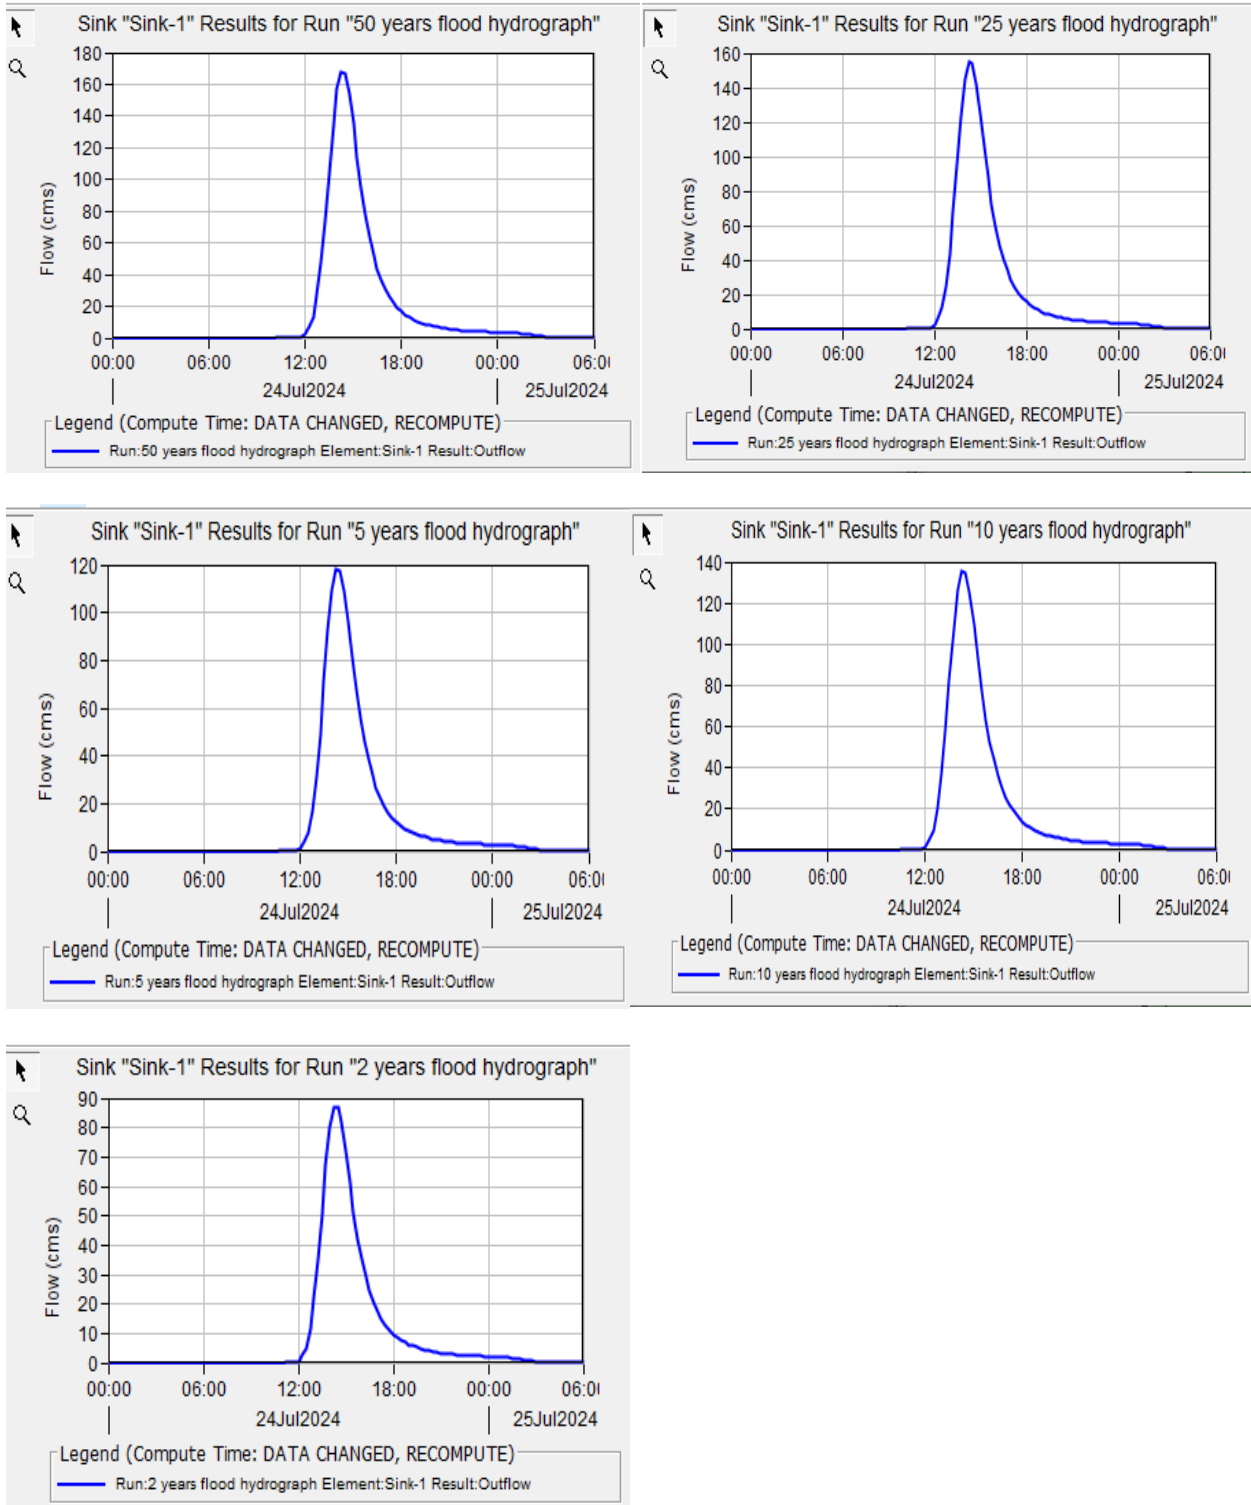 Sink "Sink-1" Results for Run "50 years flood hydrograph"
180
160
140
120
100
80
60
40
20
0
Flow (cms)
00:00 06:00 12:00 18:00 00:00 06:0
24Jul2024 25Jul2024
Legend (Compute Time: DATA CHANGED, RECOMPUTE)
Run:50 years flood hydrograph Element:Sink-1 Result:Outflow
Sink "Sink-1" Results for Run "25 years flood hydrograph"
160
140
120
100
80
60
40
20
0
Flow (cms)
00:00 06:00 12:00 18:00 00:00 06:0
24Jul2024 25Jul2024
Legend (Compute Time: DATA CHANGED, RECOMPUTE)
Run:25 years flood hydrograph Element:Sink-1 Result:Outflow
Sink "Sink-1" Results for Run "5 years flood hydrograph"
120
100
80
60
40
20
0
Flow (cms)
00:00 06:00 12:00 18:00 00:00 06:0
24Jul2024 25Jul2024
Legend (Compute Time: DATA CHANGED, RECOMPUTE)
Run:5 years flood hydrograph Element:Sink-1 Result:Outflow
Sink "Sink-1" Results for Run "10 years flood hydrograph"
140
120
100
80
60
40
20
0
Flow (cms)
00:00 06:00 12:00 18:00 00:00 06:0
24Jul2024 25Jul2024
Legend (Compute Time: DATA CHANGED, RECOMPUTE)
Run:10 years flood hydrograph Element:Sink-1 Result:Outflow
Sink "Sink-1" Results for Run "2 years flood hydrograph"
90
80
70
60
50
40
30
20
10
0
Flow (cms)
00:00 06:00 12:00 18:00 00:00 06:0
24Jul2024 25Jul2024
Legend (Compute Time: DATA CHANGED, RECOMPUTE)
Run:2 years flood hydrograph Element:Sink-1 Result:Outflow